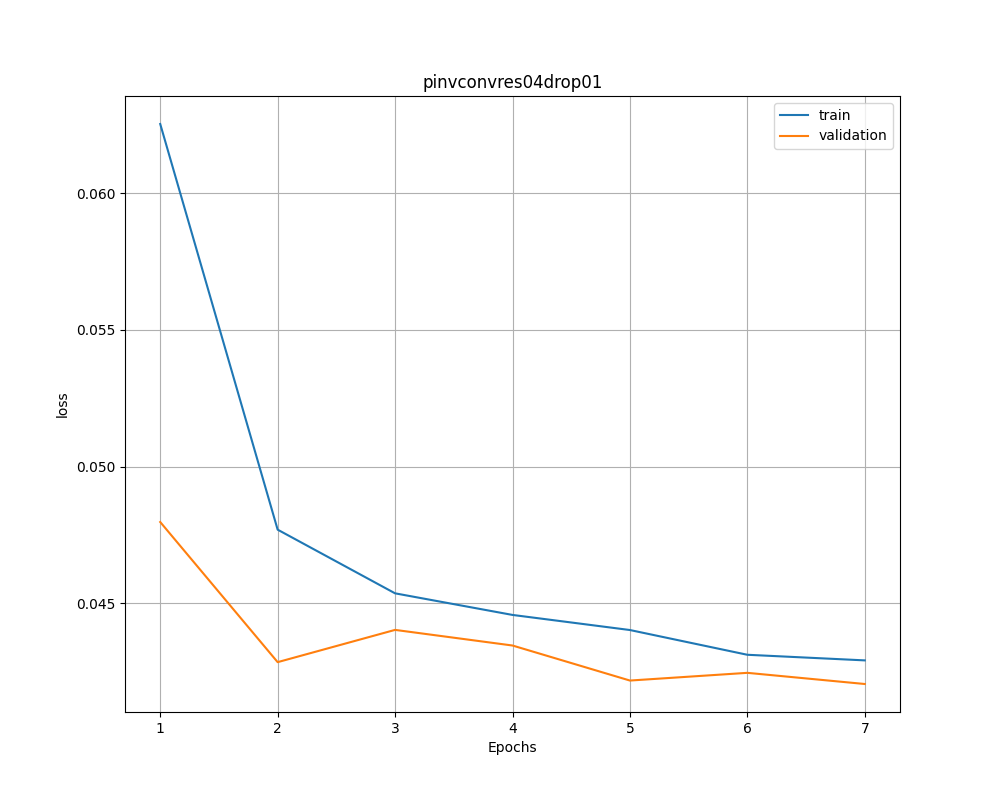 pinvconvres04drop01
train
validation
0.060
0.055
0.050
0.045
loss
1 2 3 4 5 6 7
Epochs